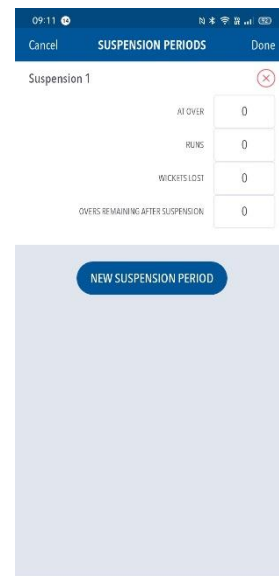 09:11
Cancel SUSPENSION PERIODS Done
Suspension 1
AT OVER 0
RUNS 0
WICKETS LOST 0
OVERS REMAINING AFTER SUSPENSION 0
NEW SUSPENSION PERIOD